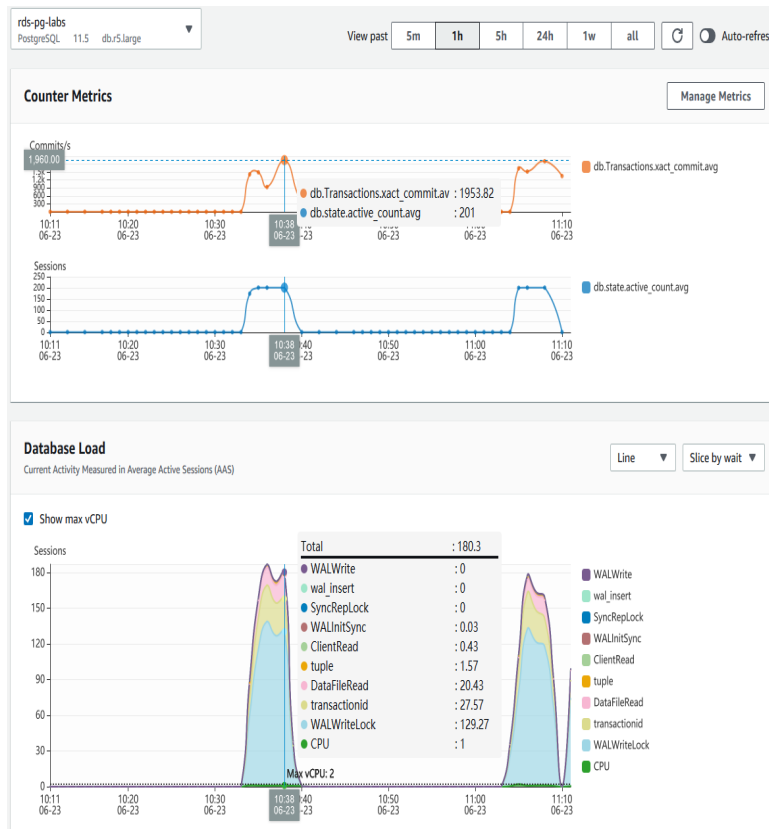 rds-pg-labs
PostgreSQL 11.5 db.r5.large
View past 5m 1h 5h 24h 1w all Auto-refres
Counter Metrics
Manage Metrics
Commits/s
1,960.00
1.5k
1.2k
900
600
300
db.Transactions.xact_commit.avg
db.Transactions.xact_commit.av : 1953.82
db.state.active_count.avg : 201
10:11 10:20 10:30 10:38 :40 10:50 11:00 11:10
06-23 06-23 06-23 06-23 06-23 06-23 06-23
Sessions
250
200
150
100
50
0
db.state.active_count.avg
10:11 10:20 10:30 10:38 :40 10:50 11:00 11:10
06-23 06-23 06-23 06-23 06-23 06-23 06-23
Database Load
Current Activity Measured in Average Active Sessions (AAS)
Line
Slice by wait
Show max vCPU
Sessions
180
150
120
90
60
30
0
Total : 180.3
WALWrite : 0
wal_insert : 0
SyncRepLock : 0
WALInitSync : 0.03
ClientRead : 0.43
tuple : 1.57
DataFileRead : 20.43
transactionid : 27.57
WALWriteLock : 129.27
CPU : 1
Max vCPU: 2
WALWrite
wal_insert
SyncRepLock
WALInitSync
ClientRead
tuple
DataFileRead
transactionid
WALWriteLock
CPU
10:11 10:20 10:30 10:38 :40 10:50 11:00 11:10
06-23 06-23 06-23 06-23 06-23 06-23 06-23